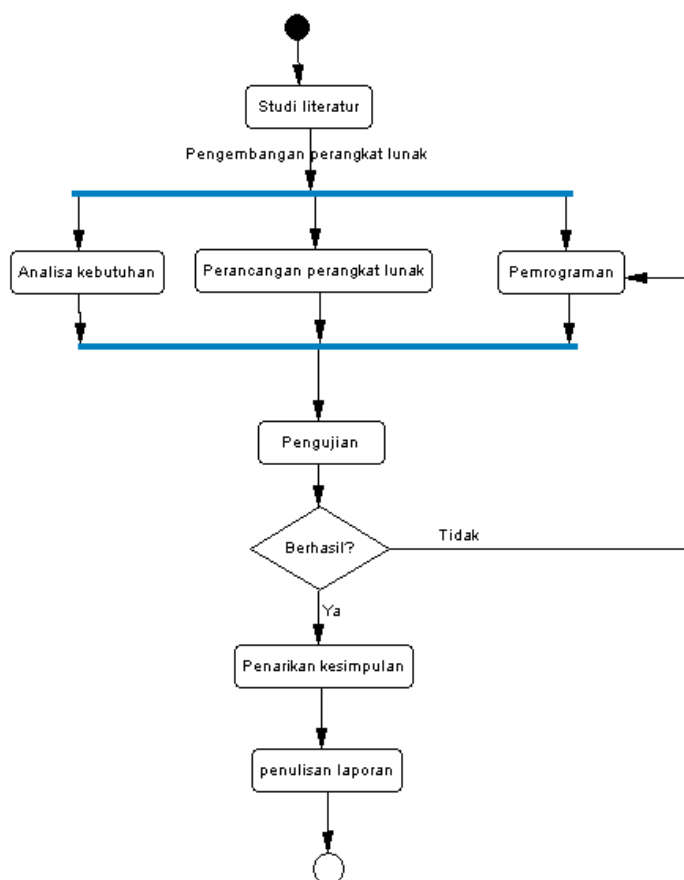 Studi literatur
Pengembangan perangkat lunak
Analisa kebutuhan
Perancangan perangkat lunak
Pemrograman
Pengujian
Berhasil?
Tidak
Ya
Penarikan kesimpulan
penulisan laporan